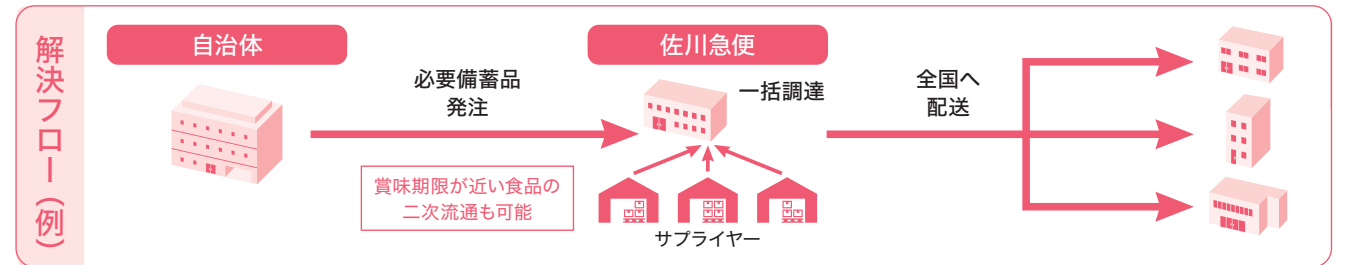 解決フロー(例)
自治体
佐川急便
必要備蓄品
発注
一括調達
全国へ
配送
賞味期限が近い食品の
二次流通も可能
サプライヤー